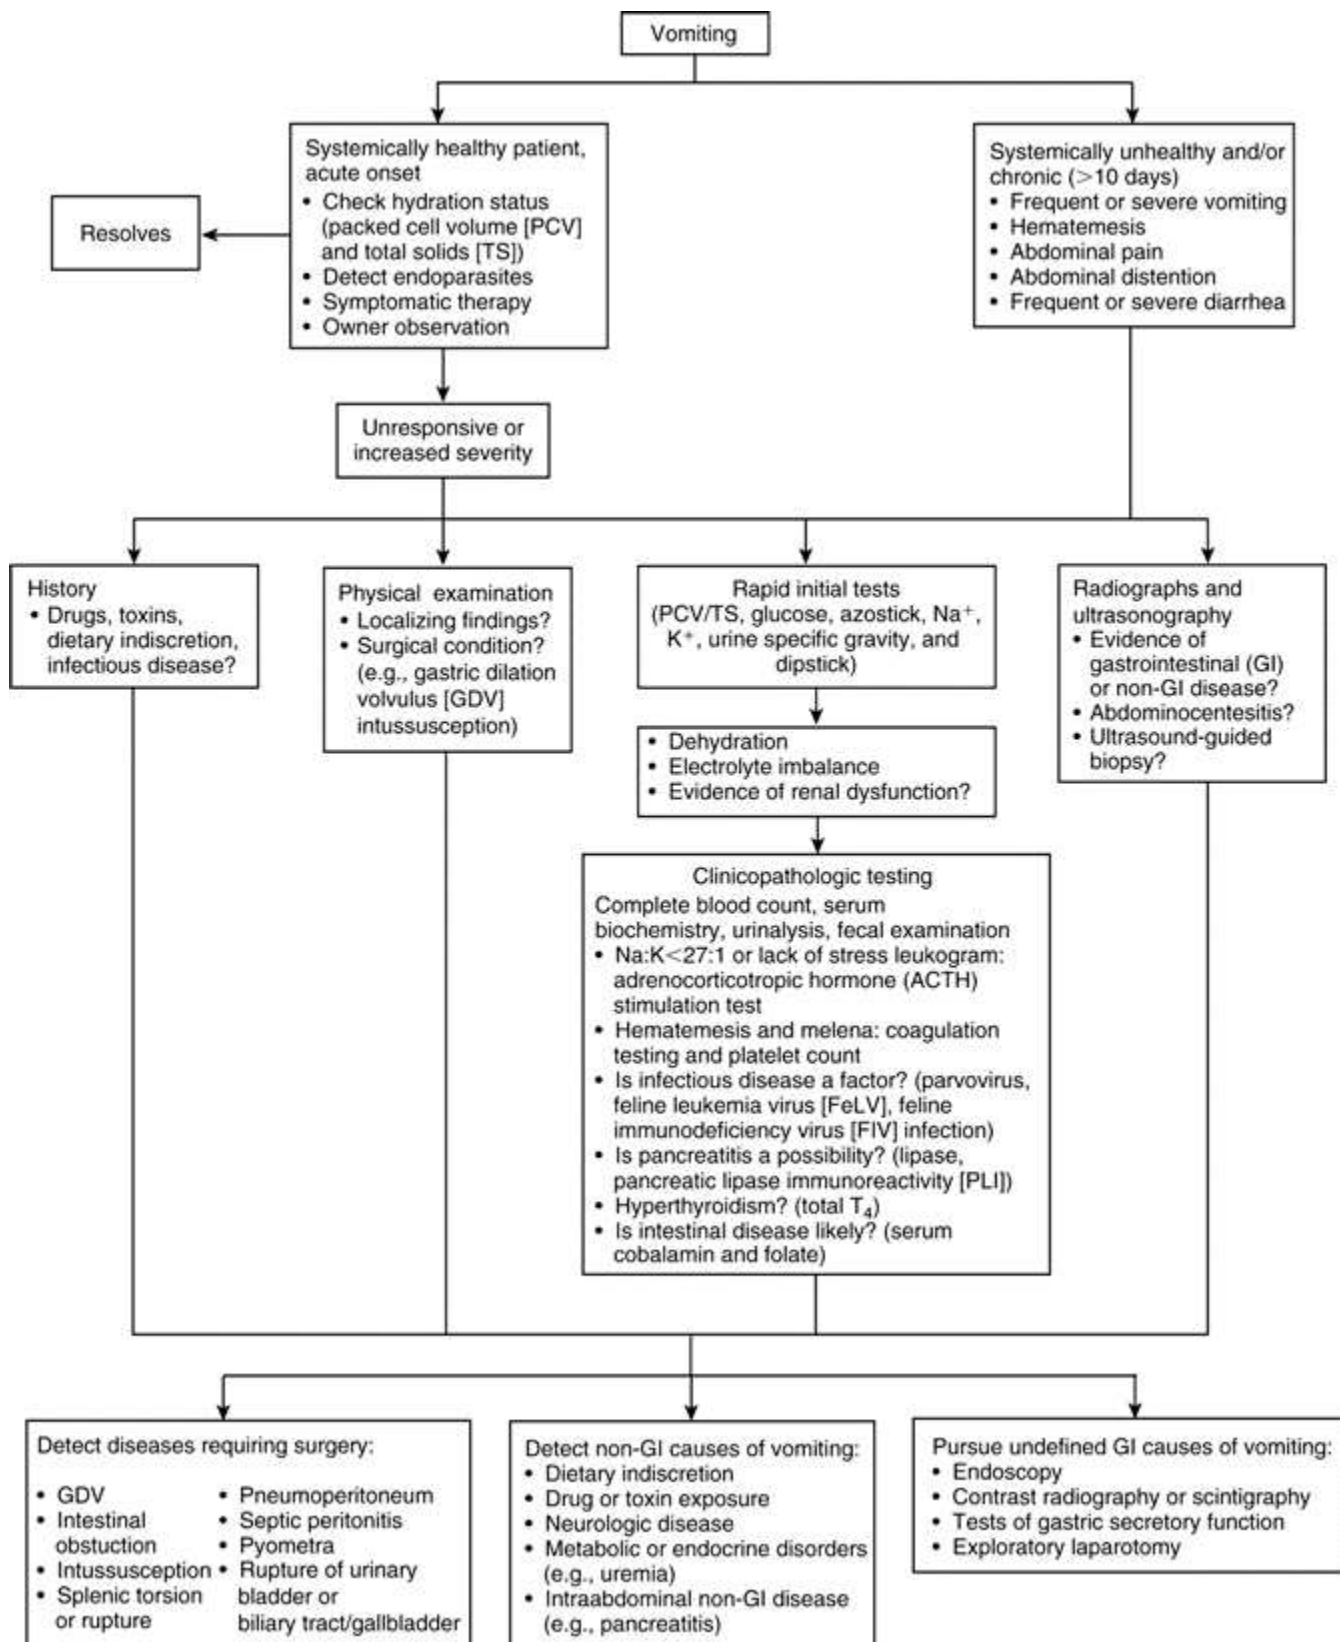 Vomiting
Systemically healthy patient,
acute onset
• Check hydration status
(packed cell volume [PCV]
and total solids [TS])
• Detect endoparasites
• Symptomatic therapy
• Owner observation
Resolves
Systemically unhealthy and/or
chronic (>10 days)
• Frequent or severe vomiting
• Hematemesis
• Abdominal pain
• Abdominal distention
• Frequent or severe diarrhea
Unresponsive or
increased severity
History
• Drugs, toxins,
dietary indiscretion,
infectious disease?
Physical examination
• Localizing findings?
• Surgical condition?
(e.g., gastric dilation
volvulus [GDV]
intussusception)
Rapid initial tests
(PCV/TS, glucose, azostick, Na⁺,
K⁺, urine specific gravity, and
dipstick)
• Dehydration
• Electrolyte imbalance
• Evidence of renal dysfunction?
Radiographs and
ultrasonography
• Evidence of
gastrointestinal (GI)
or non-GI disease?
• Abdominocentesitis?
• Ultrasound-guided
biopsy?
Clinicopathologic testing
Complete blood count, serum
biochemistry, urinalysis, fecal examination
• Na:K<27:1 or lack of stress leukogram:
adrenocorticotropic hormone (ACTH)
stimulation test
• Hematemesis and melena: coagulation
testing and platelet count
• Is infectious disease a factor? (parvovirus,
feline leukemia virus [FeLV], feline
immunodeficiency virus [FIV] infection)
• Is pancreatitis a possibility? (lipase,
pancreatic lipase immunoreactivity [PLI])
• Hyperthyroidism? (total T₄)
• Is intestinal disease likely? (serum
cobalamin and folate)
Detect diseases requiring surgery:
• GDV
• Intestinal
obstuction
• Intussusception
• Splenic torsion
or rupture
• Pneumoperitoneum
• Septic peritonitis
• Pyometra
• Rupture of urinary
bladder or
biliary tract/gallbladder
Detect non-GI causes of vomiting:
• Dietary indiscretion
• Drug or toxin exposure
• Neurologic disease
• Metabolic or endocrine disorders
(e.g., uremia)
• Intraabdominal non-GI disease
(e.g., pancreatitis)
Pursue undefined GI causes of vomiting:
• Endoscopy
• Contrast radiography or scintigraphy
• Tests of gastric secretory function
• Exploratory laparotomy